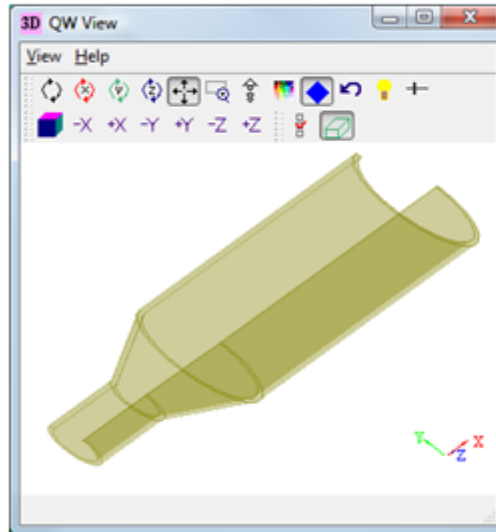 3D QW View
View Help
X Y Z
-X +X -Y +Y -Z +Z
Y X
Z